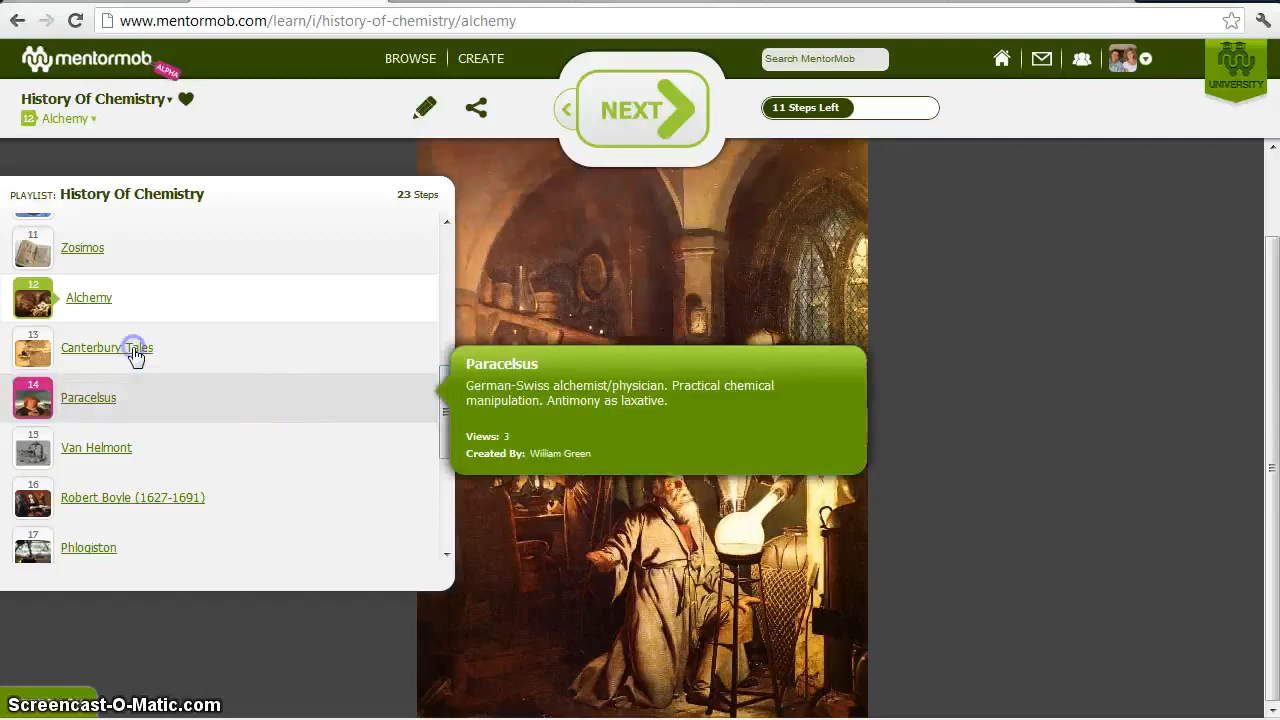 www.mentormob.com/learn/i/history-of-chemistry/alchemy
mentormob
ALPHA
BROWSE
CREATE
Search MentorMob
UNIVERSITY
History Of Chemistry
12 Alchemy
NEXT
11 Steps Left
PLAYLIST: History Of Chemistry
23 Steps
11
Zosimos
12
Alchemy
13
Canterbury Tales
14
Paracelsus
15
Van Helmont
16
Robert Boyle (1627-1691)
17
Phlogiston
Paracelsus
German-Swiss alchemist/physician. Practical chemical
manipulation. Antimony as laxative.
Views: 3
Created By: William Green
Screencast-O-Matic.com